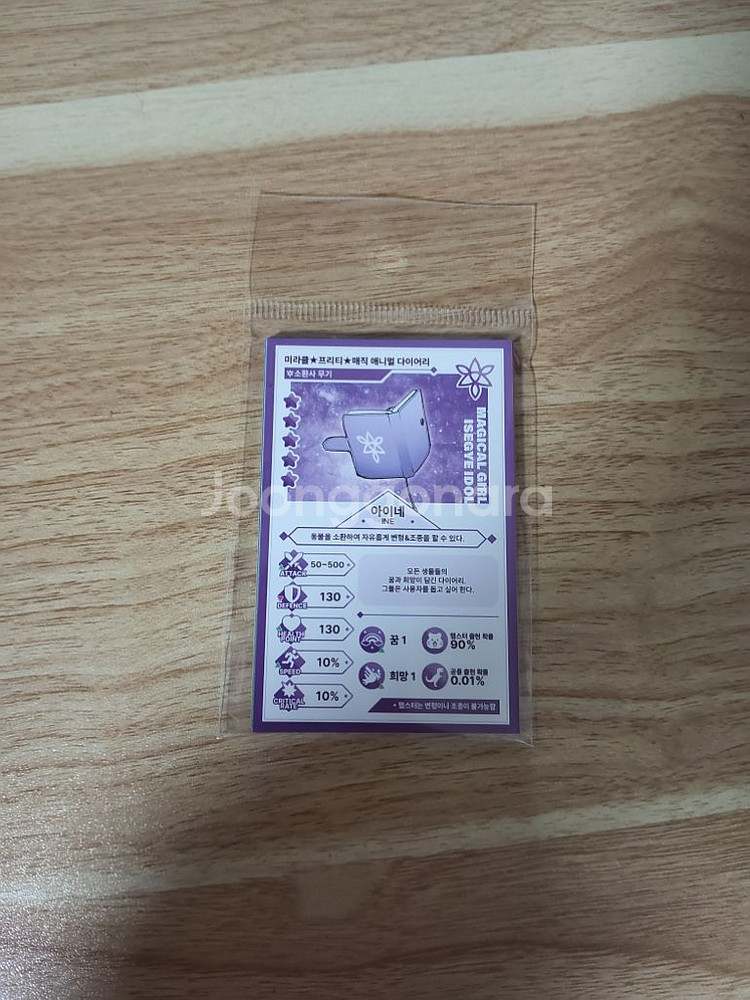 미라클★프리티★매직 애니멀 다이어리
소환사 무기
MAGICAL GIRL
ISEGYE IDOL
Joonggonara
아이네
INE
동물을 소환하여 자유롭게 변형&조종을 할 수 있다.
ATTACK 50~500
모든 생물들의
꿈과 희망이 담긴 다이어리.
그들은 사용자를 돕고 싶어 한다.
DEFENCE 130
HEALTH POINT 130
꿈 1
햄스터 출현 확률
90%
SPEED 10%
희망 1
공룡 출현 확률
0.01%
CRITICAL RATE 10%
* 햄스터는 변형이나 조종이 불가능함